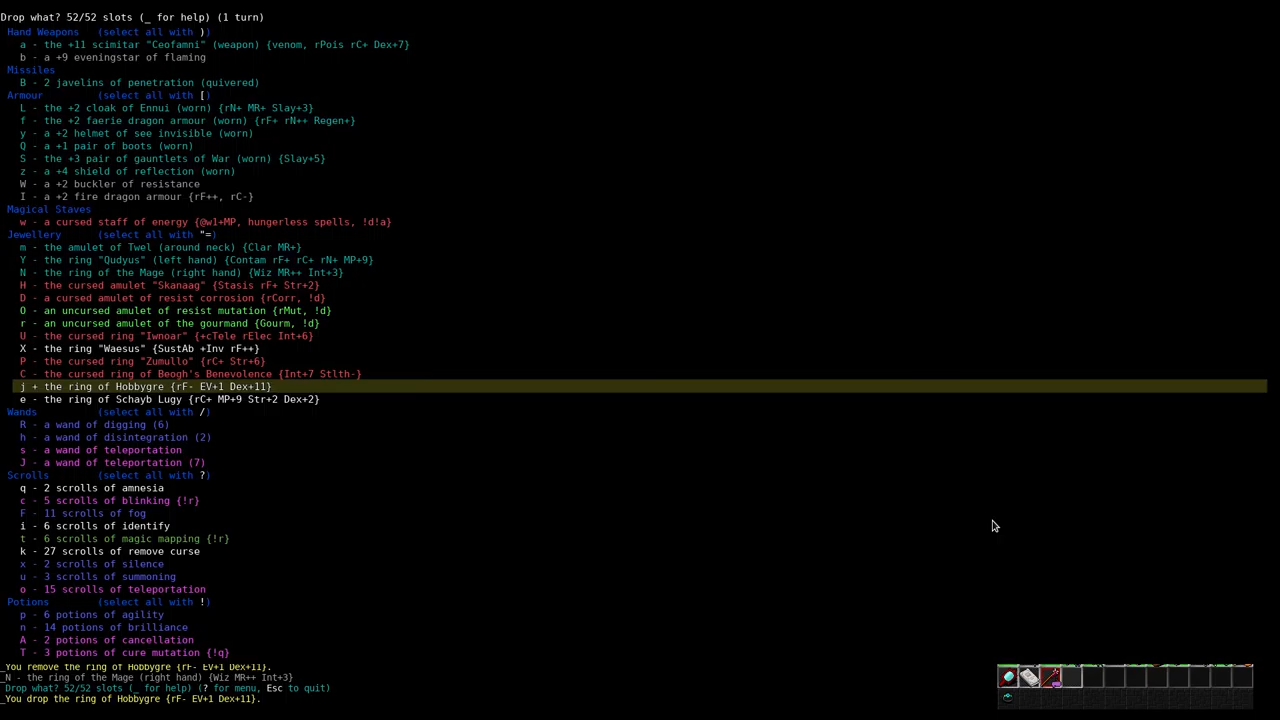 Drop what? 52/52 slots (_ for help) (1 turn)
Hand Weapons (select all with ))
a - the +11 scimitar "Ceofamni" (weapon) {venom, rPois rC+ Dex+7}
b - a +9 eveningstar of flaming
Missiles
B - 2 javelins of penetration (quivered)
Armour (select all with [)
L - the +2 cloak of Ennui (worn) {rN+ MR+ Slay+3}
f - the +2 faerie dragon armour (worn) {rF+ rN++ Regen+}
y - a +2 helmet of see invisible (worn)
Q - a +1 pair of boots (worn)
S - the +3 pair of gauntlets of War (worn) {Slay+5}
z - a +4 shield of reflection (worn)
W - a +2 buckler of resistance
I - a +2 fire dragon armour {rF++, rC-}
Magical Staves
w - a cursed staff of energy {@w1+MP, hungerless spells, !d!a}
Jewellery (select all with "=)
m - the amulet of Twel (around neck) {Clar MR+}
Y - the ring "Qudyus" (left hand) {Contam rF+ rC+ rN+ MP+9}
N - the ring of the Mage (right hand) {Wiz MR++ Int+3}
H - the cursed amulet "Skanaag" {Stasis rF+ Str+2}
D - a cursed amulet of resist corrosion {rCorr, !d}
O - an uncursed amulet of resist mutation {rMut, !d}
r - an uncursed amulet of the gourmand {Gourm, !d}
U - the cursed ring "Iwnoar" {+cTele rElec Int+6}
X - the ring "Waesus" {SustAb +Inv rF++}
P - the cursed ring "Zumullo" {rC+ Str+6}
C - the cursed ring of Beogh's Benevolence {Int+7 Stlth-}
j + the ring of Hobbygre {rF- EV+1 Dex+11}
e - the ring of Schayb Lugy {rC+ MP+9 Str+2 Dex+2}
Wands (select all with /)
R - a wand of digging (6)
h - a wand of disintegration (2)
s - a wand of teleportation
J - a wand of teleportation (7)
Scrolls (select all with ?)
q - 2 scrolls of amnesia
c - 5 scrolls of blinking {!r}
F - 11 scrolls of fog
i - 6 scrolls of identify
t - 6 scrolls of magic mapping {!r}
k - 27 scrolls of remove curse
x - 2 scrolls of silence
u - 3 scrolls of summoning
o - 15 scrolls of teleportation
Potions (select all with !)
p - 6 potions of agility
n - 14 potions of brilliance
A - 2 potions of cancellation
T - 3 potions of cure mutation {!q}
_You remove the ring of Hobbygre {rF- EV+1 Dex+11}.
_N - the ring of the Mage (right hand) {Wiz MR++ Int+3}
Drop what? 52/52 slots (_ for help) (? for menu, Esc to quit)
_You drop the ring of Hobbygre {rF- EV+1 Dex+11}.